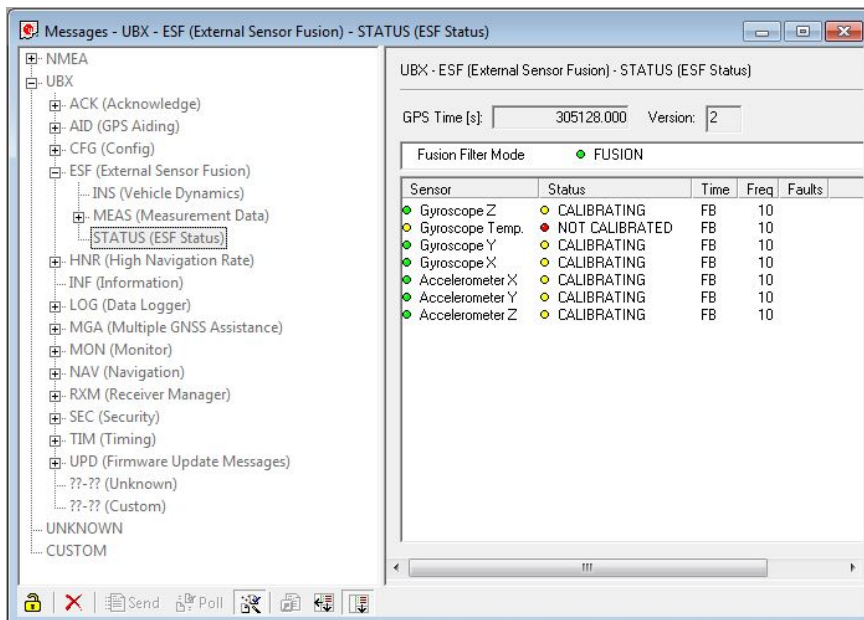 Messages - UBX - ESF (External Sensor Fusion) - STATUS (ESF Status)
NMEA
UBX
ACK (Acknowledge)
AID (GPS Aiding)
CFG (Config)
ESF (External Sensor Fusion)
INS (Vehicle Dynamics)
MEAS (Measurement Data)
STATUS (ESF Status)
HNR (High Navigation Rate)
INF (Information)
LOG (Data Logger)
MGA (Multiple GNSS Assistance)
MON (Monitor)
NAV (Navigation)
RXM (Receiver Manager)
SEC (Security)
TIM (Timing)
UPD (Firmware Update Messages)
??-?? (Unknown)
??-?? (Custom)
UNKNOWN
CUSTOM
UBX - ESF (External Sensor Fusion) - STATUS (ESF Status)
GPS Time [s]: 305128.000 Version: 2
Fusion Filter Mode FUSION
Sensor Status Time Freq Faults
Gyroscope Z CALIBRATING FB 10
Gyroscope Temp. NOT CALIBRATED FB 10
Gyroscope Y CALIBRATING FB 10
Gyroscope X CALIBRATING FB 10
Accelerometer X CALIBRATING FB 10
Accelerometer Y CALIBRATING FB 10
Accelerometer Z CALIBRATING FB 10
Send Poll